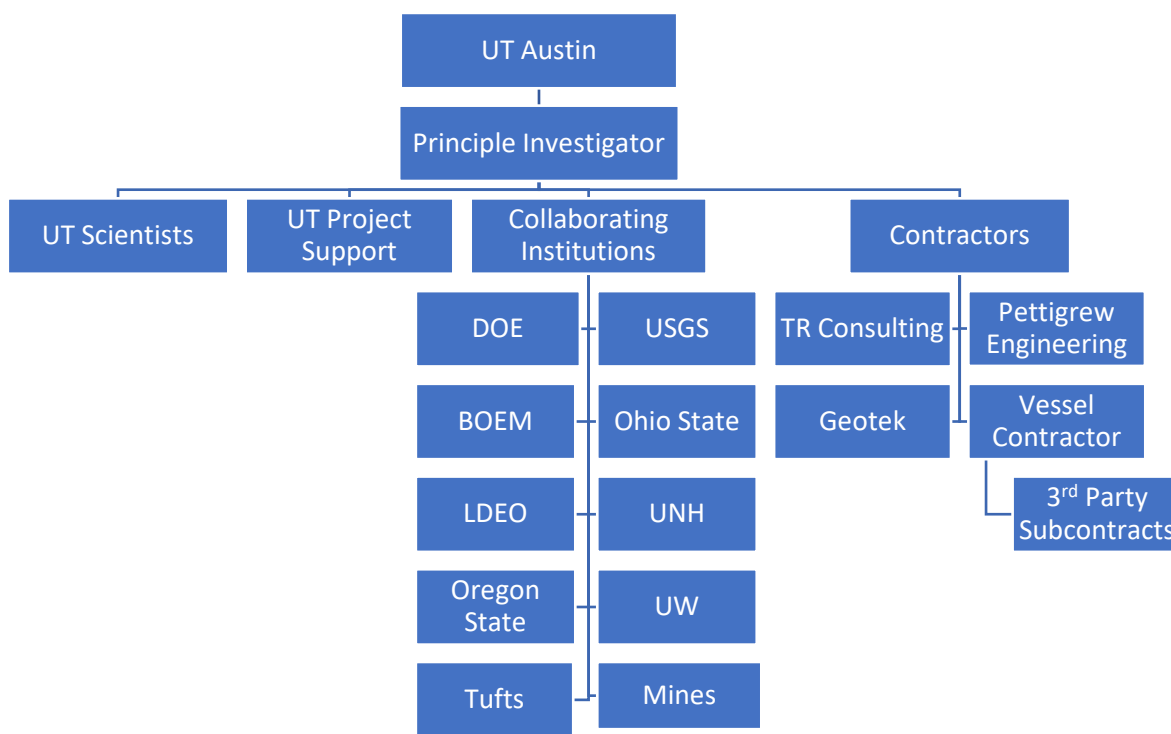 UT Austin
Principle Investigator
UT Scientists
UT Project
Support
Collaborating
Institutions
Contractors
DOE
USGS
TR Consulting
Pettigrew
Engineering
BOEM
Ohio State
Geotek
Vessel
Contractor
LDEO
UNH
3rd Party
Subcontracts
Oregon
State
UW
Tufts
Mines